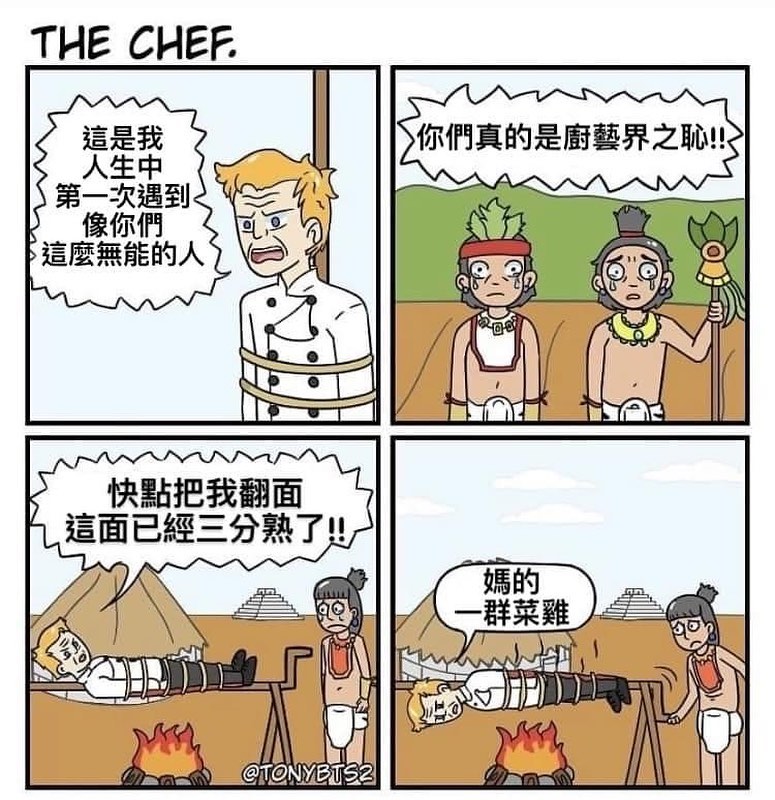 THE CHEF.
這是我
人生中
第一次遇到
像你們
這麼無能的人
你們真的是廚藝界之恥!!
快點把我翻面
這面已經三分熟了!!
@TONYBTS2
媽的
一群菜雞